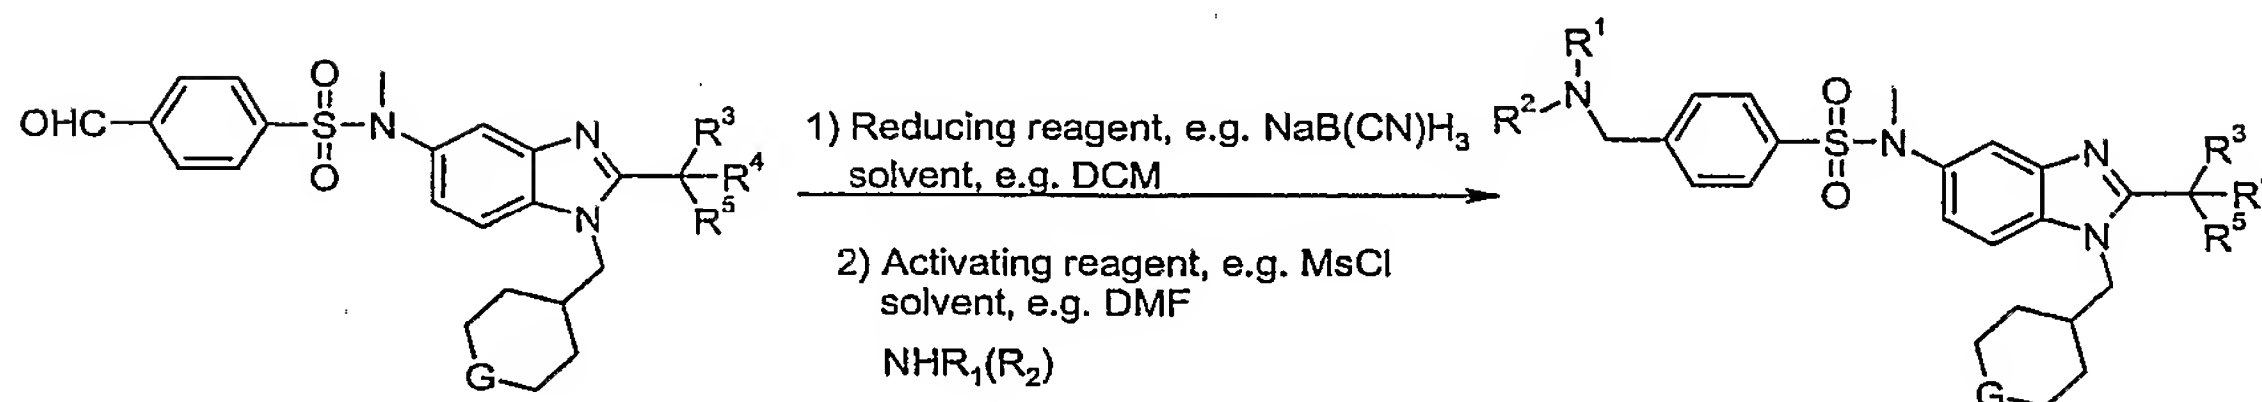 OHC
O
S
O
N
N
N
R³
R⁴
R⁵
G
1) Reducing reagent, e.g. NaB(CN)H₃
solvent, e.g. DCM
2) Activating reagent, e.g. MsCl
solvent, e.g. DMF
NHR₁(R₂)
R¹
N
R²
O
S
O
N
N
N
R³
R
R⁵
G